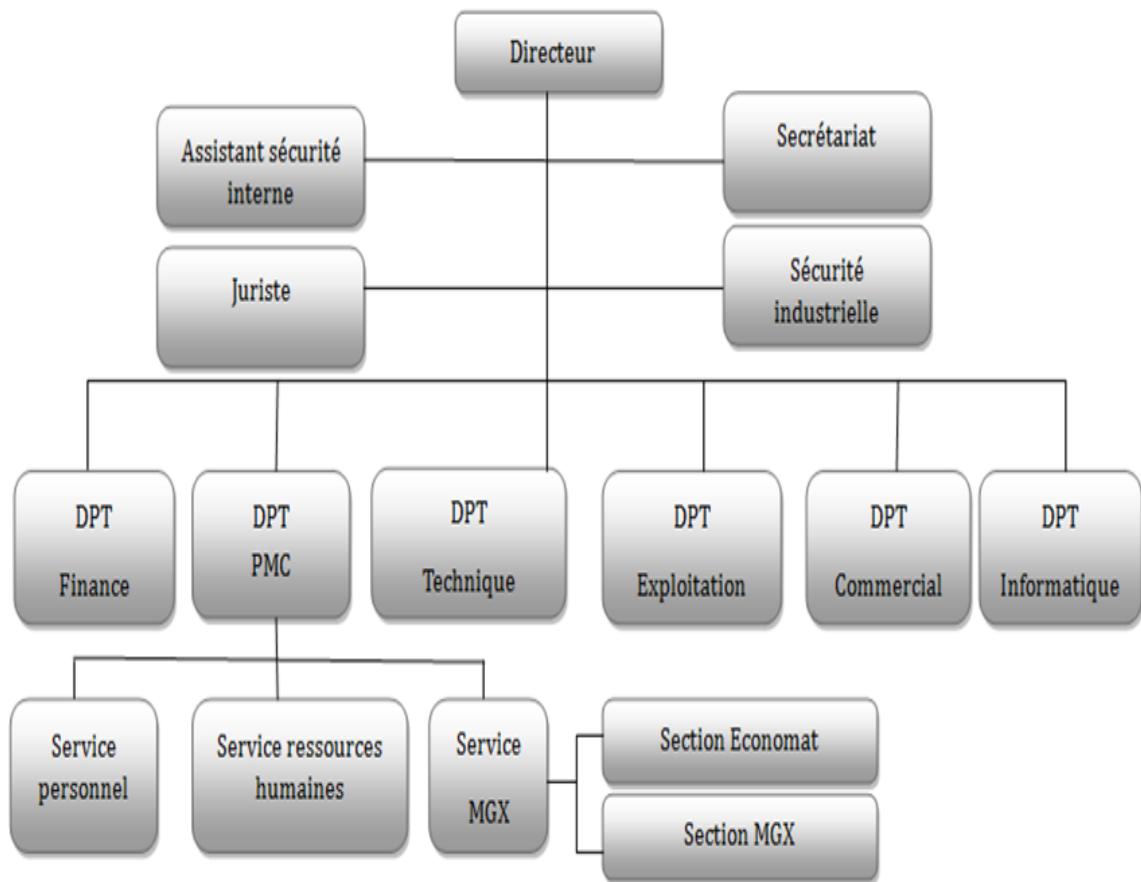 Directeur
Assistant sécurité
interne
Secrétariat
Juriste
Sécurité
industrielle
DPT
Finance
DPT
PMC
DPT
Technique
DPT
Exploitation
DPT
Commercial
DPT
Informatique
Service
personnel
Service ressources
humaines
Service
MGX
Section Economat
Section MGX